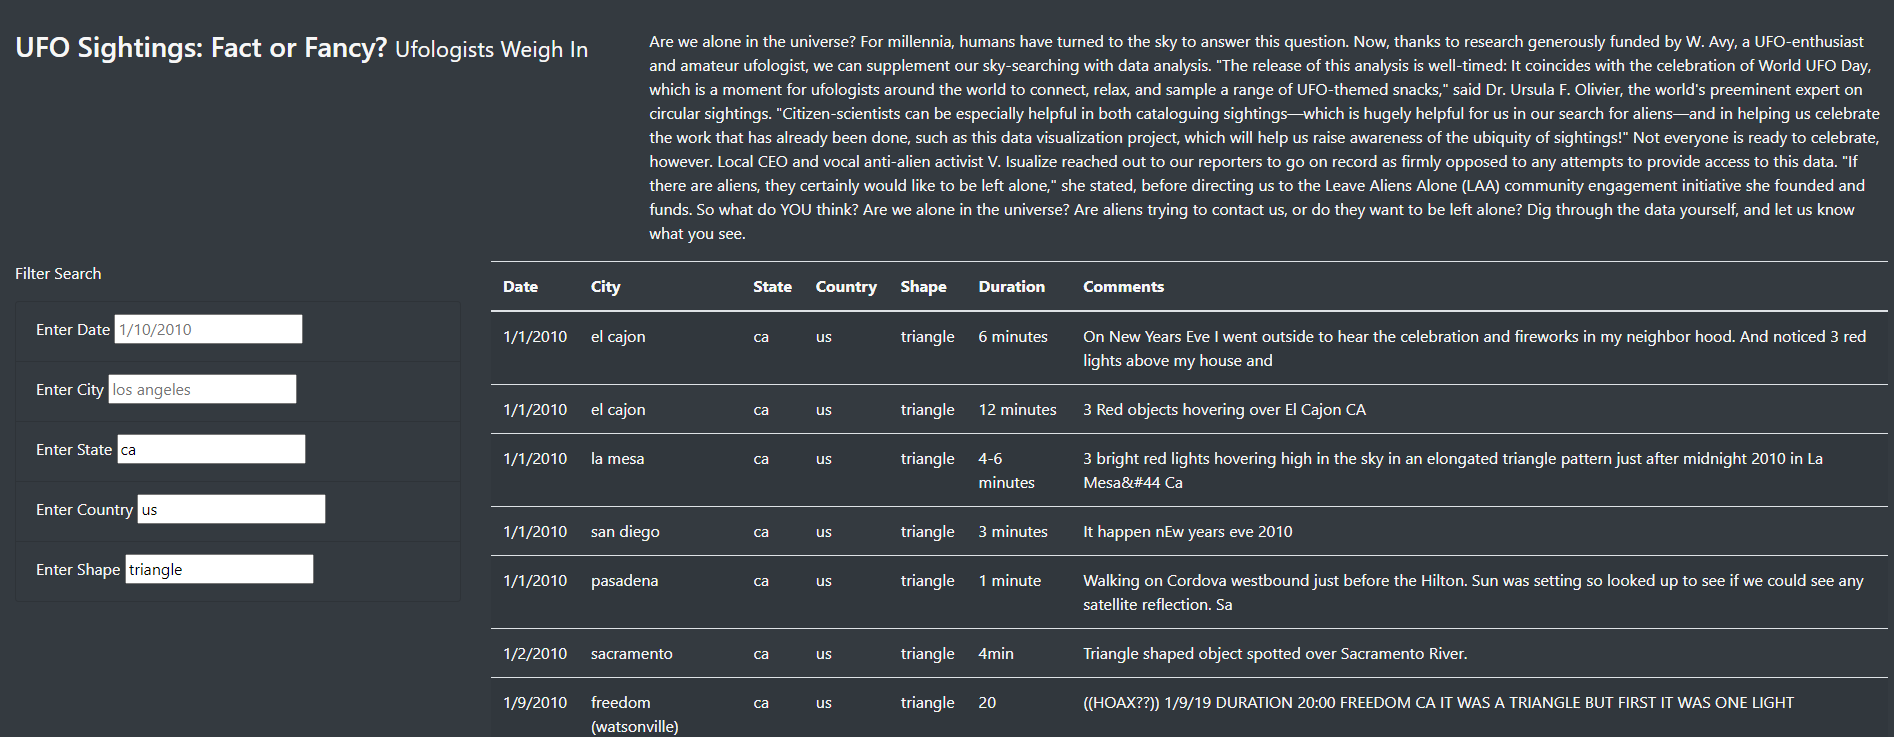 UFO Sightings: Fact or Fancy? Ufologists Weigh In
Are we alone in the universe? For millennia, humans have turned to the sky to answer this question. Now, thanks to research generously funded by W. Avy, a UFO-enthusiast
and amateur ufologist, we can supplement our sky-searching with data analysis. "The release of this analysis is well-timed: It coincides with the celebration of World UFO Day,
which is a moment for ufologists around the world to connect, relax, and sample a range of UFO-themed snacks," said Dr. Ursula F. Olivier, the world's preeminent expert on
circular sightings. "Citizen-scientists can be especially helpful in both cataloguing sightings—which is hugely helpful for us in our search for aliens—and in helping us celebrate
the work that has already been done, such as this data visualization project, which will help us raise awareness of the ubiquity of sightings!" Not everyone is ready to celebrate,
however. Local CEO and vocal anti-alien activist V. Isualize reached out to our reporters to go on record as firmly opposed to any attempts to provide access to this data. "If
there are aliens, they certainly would like to be left alone," she stated, before directing us to the Leave Aliens Alone (LAA) community engagement initiative she founded and
funds. So what do YOU think? Are we alone in the universe? Are aliens trying to contact us, or do they want to be left alone? Dig through the data yourself, and let us know
what you see.
Filter Search
Enter Date 1/10/2010
Enter City los angeles
Enter State ca
Enter Country us
Enter Shape triangle
Date City State Country Shape Duration Comments
1/1/2010 el cajon ca us triangle 6 minutes On New Years Eve I went outside to hear the celebration and fireworks in my neighbor hood. And noticed 3 red
lights above my house and
1/1/2010 el cajon ca us triangle 12 minutes 3 Red objects hovering over El Cajon CA
1/1/2010 la mesa ca us triangle 4-6 3 bright red lights hovering high in the sky in an elongated triangle pattern just after midnight 2010 in La
minutes Mesa&#44 Ca
1/1/2010 san diego ca us triangle 3 minutes It happen nEw years eve 2010
1/1/2010 pasadena ca us triangle 1 minute Walking on Cordova westbound just before the Hilton. Sun was setting so looked up to see if we could see any
satellite reflection. Sa
1/2/2010 sacramento ca us triangle 4min Triangle shaped object spotted over Sacramento River.
1/9/2010 freedom ca us triangle 20 ((HOAX??)) 1/9/19 DURATION 20:00 FREEDOM CA IT WAS A TRIANGLE BUT FIRST IT WAS ONE LIGHT
(watsonville)